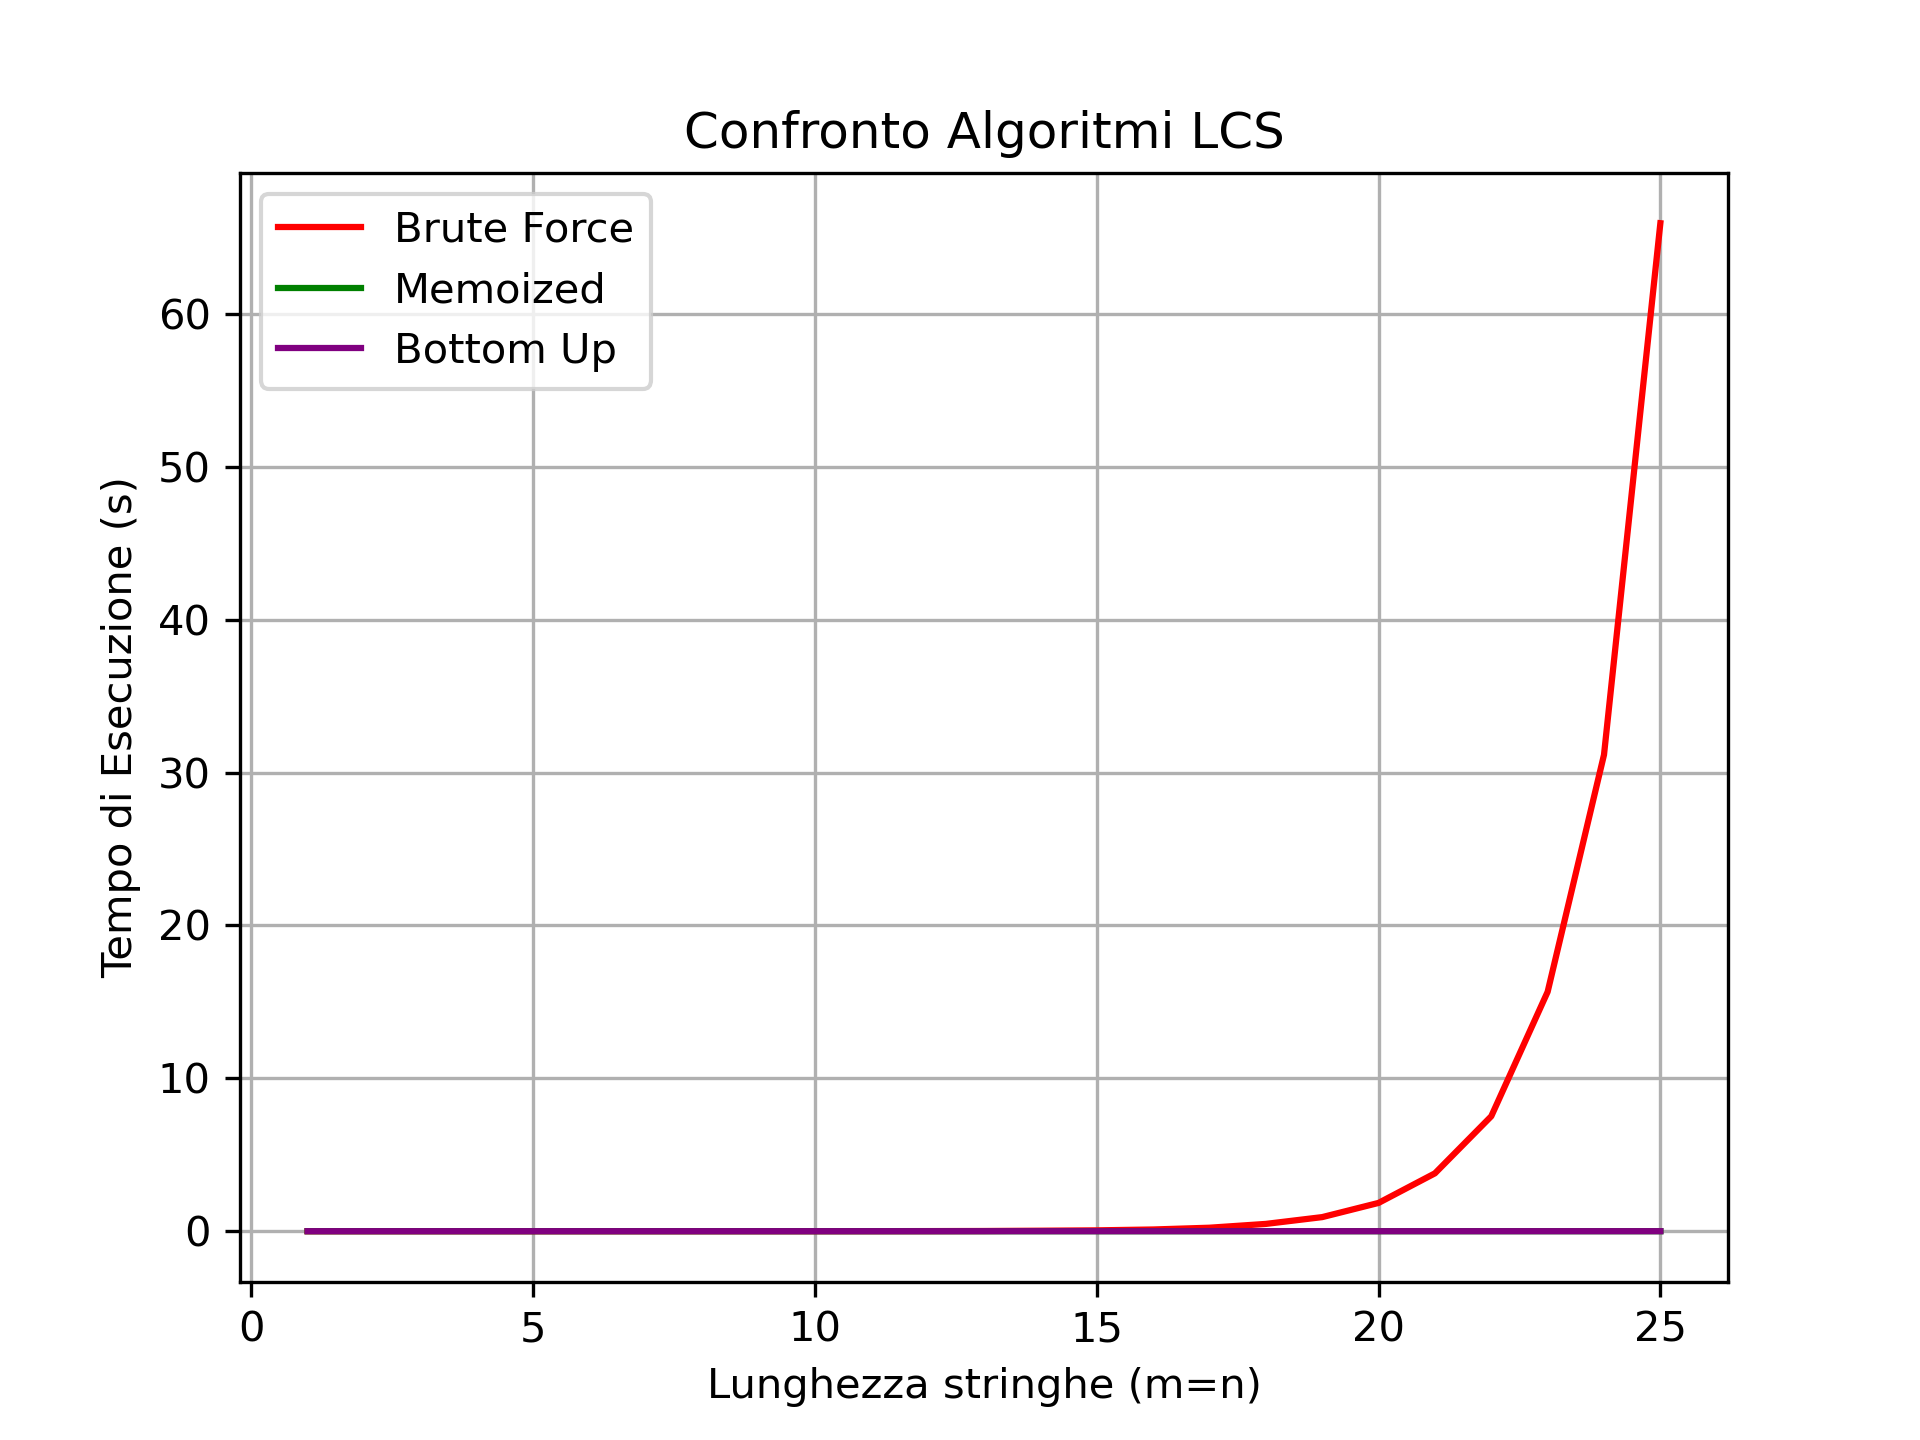 Confronto Algoritmi LCS
Brute Force
Memoized
Bottom Up
Tempo di Esecuzione (s)
60
50
40
30
20
10
0
0 5 10 15 20 25
Lunghezza stringhe (m=n)